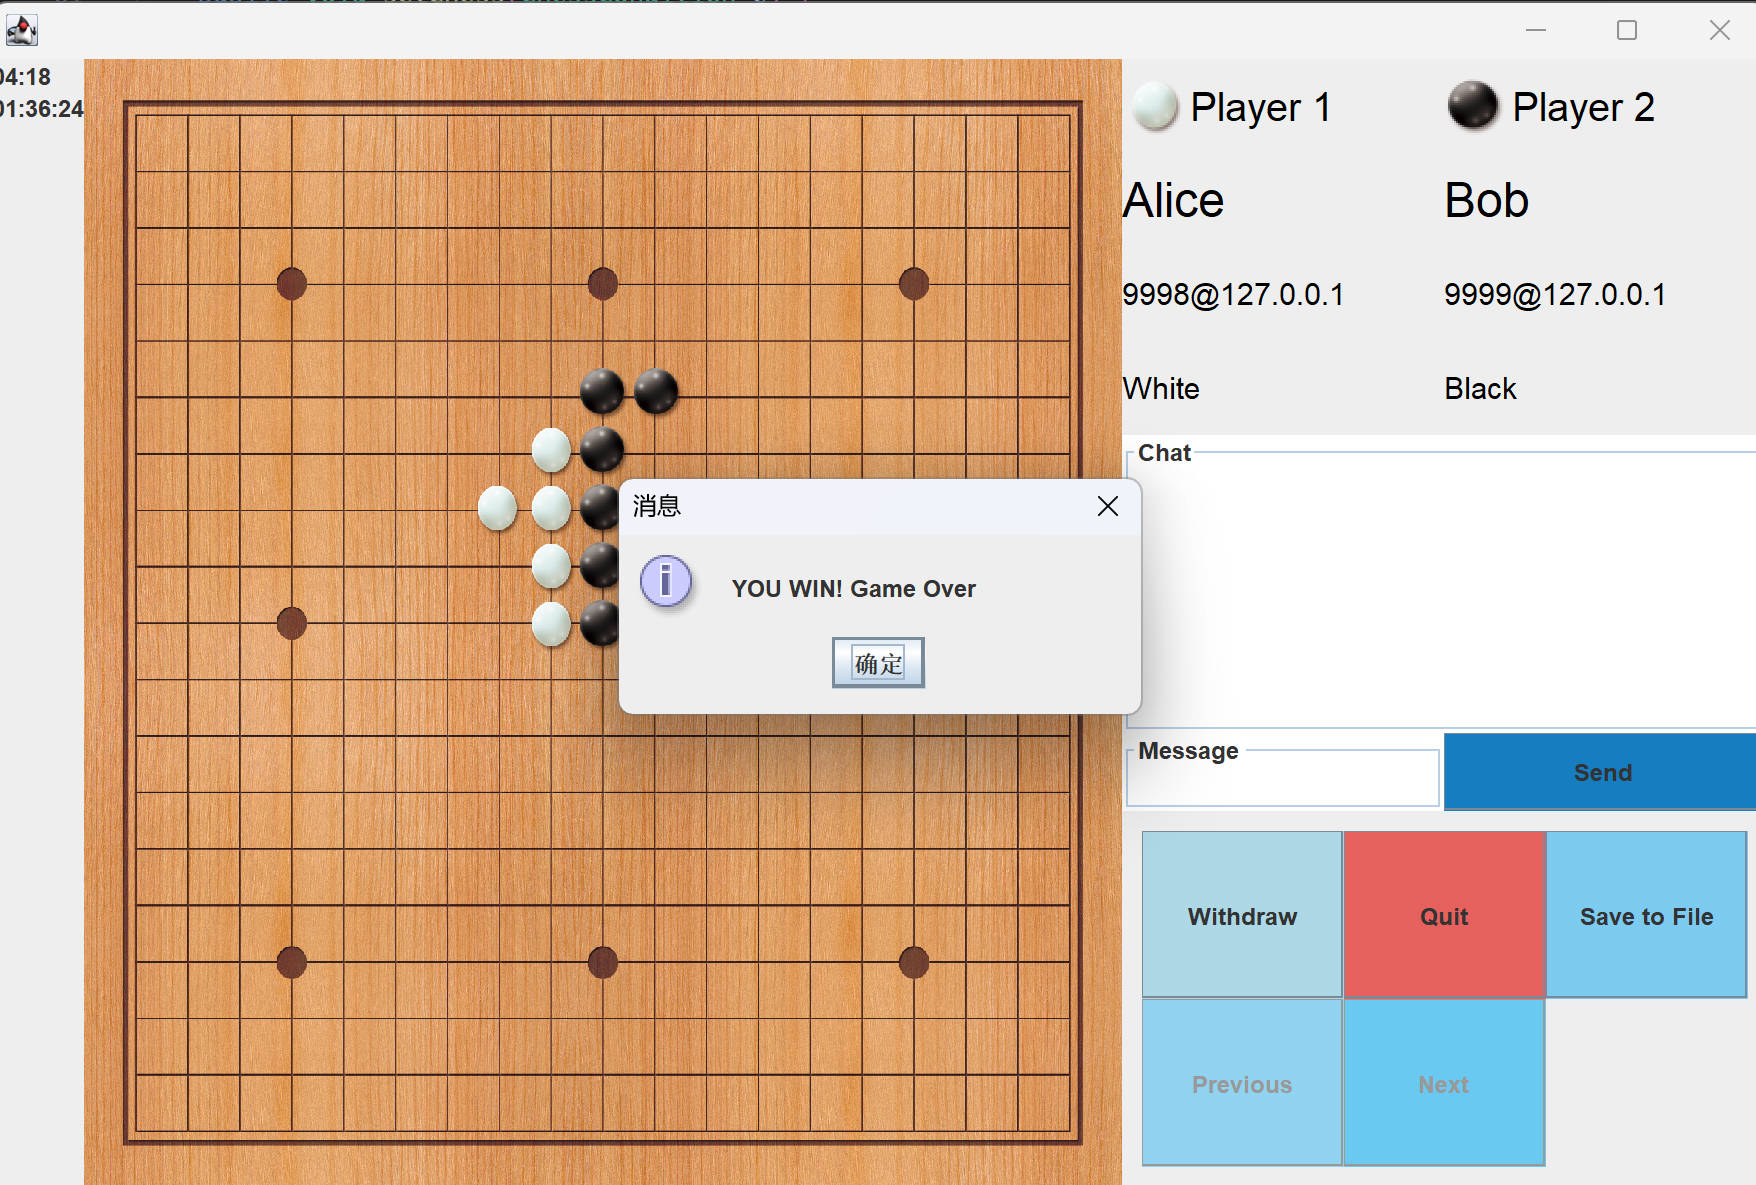 04:18
01:36:24
Player 1
Player 2
Alice
Bob
9998@127.0.0.1
9999@127.0.0.1
White
Black
Chat
消息
YOU WIN! Game Over
确定
Message
Send
Withdraw
Quit
Save to File
Previous
Next